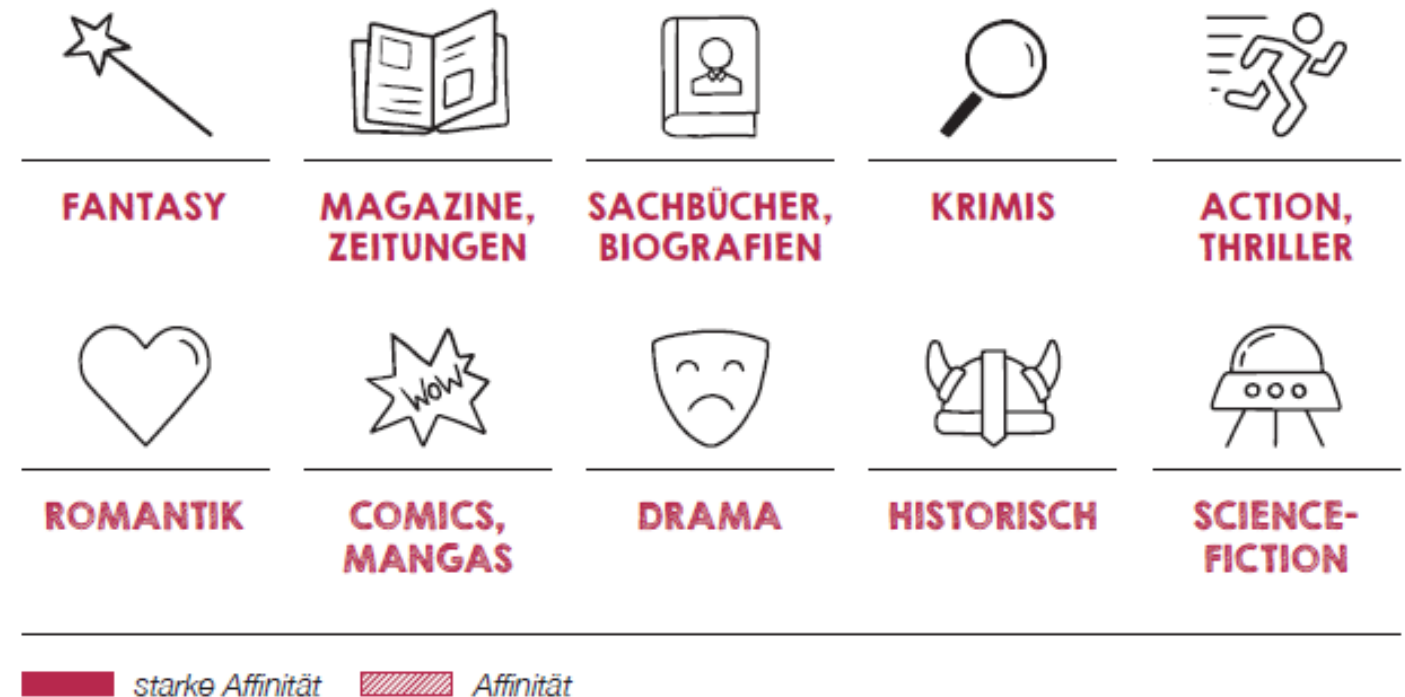 FANTASY
MAGAZINE,
ZEITUNGEN
SACHBÜCHER,
BIOGRAFIEN
KRIMIS
ACTION,
THRILLER
ROMANTIK
WOW
COMICS,
MANGAS
DRAMA
HISTORISCH
SCIENCE-
FICTION
starke Affinität
Affinität